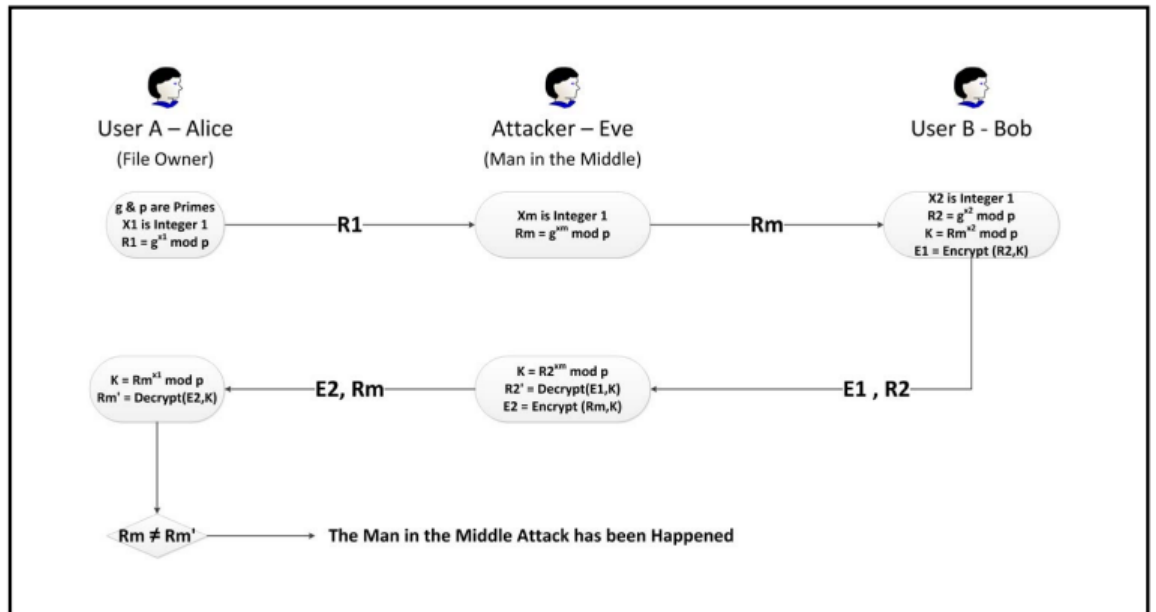 User A – Alice
(File Owner)
Attacker – Eve
(Man in the Middle)
User B - Bob
g & p are Primes
X1 is Integer 1
R1 = g^x1 mod p
R1
Xm is Integer 1
Rm = g^xm mod p
Rm
X2 is Integer 1
R2 = g^x2 mod p
K = Rm^x2 mod p
E1 = Encrypt (R2,K)
E1 , R2
K = R2^xm mod p
R2' = Decrypt(E1,K)
E2 = Encrypt (Rm,K)
E2, Rm
K = Rm^x1 mod p
Rm' = Decrypt(E2,K)
Rm ≠ Rm'
The Man in the Middle Attack has been Happened